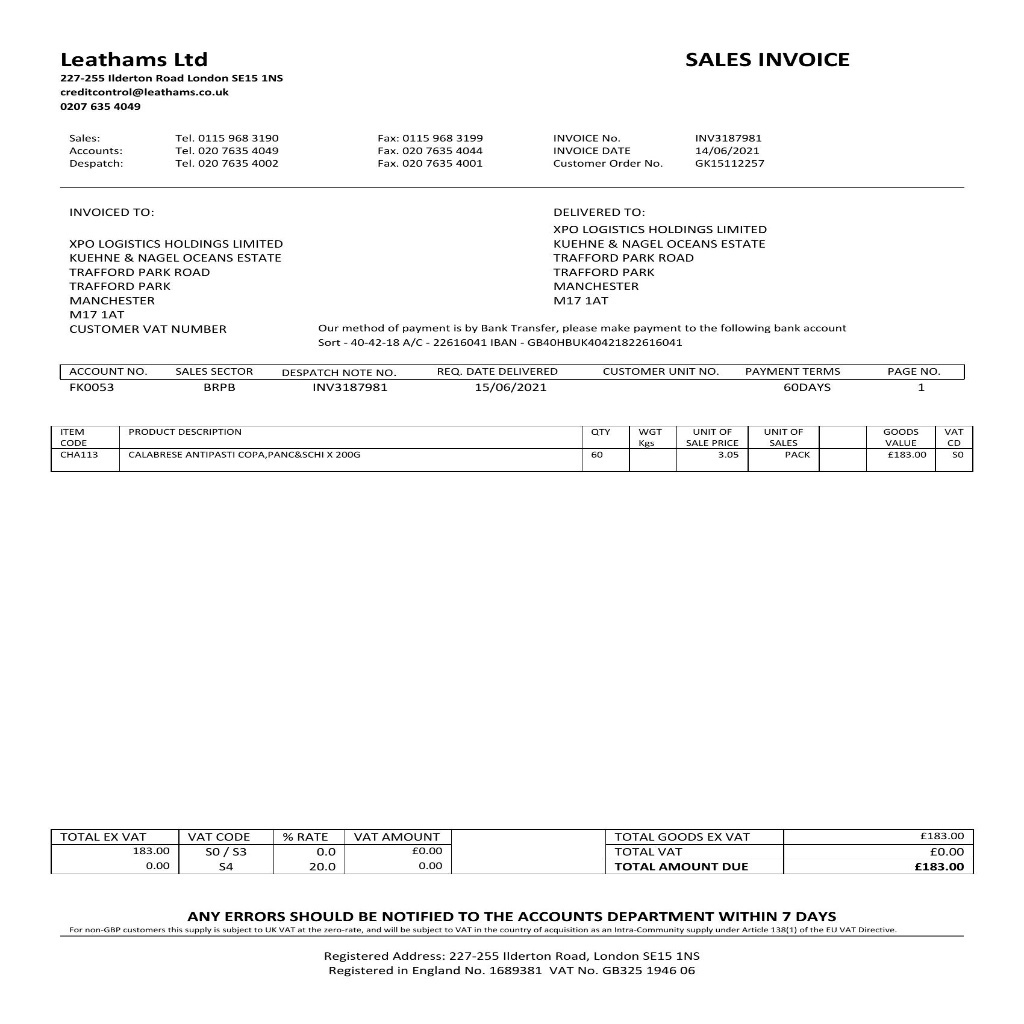 Leathams Ltd SALES INVOICE
227-255 Ilderton Road London SE15 1NS
creditcontrol@leathams.co.uk
0207 635 4049
Sales: Tel. 0115 968 3190 Fax: 0115 968 3199 INVOICE No. INV3187981
Accounts: Tel. 020 7635 4049 Fax. 020 7635 4044 INVOICE DATE 14/06/2021
Despatch: Tel. 020 7635 4002 Fax. 020 7635 4001 Customer Order No. GK15112257
INVOICED TO: DELIVERED TO:
XPO LOGISTICS HOLDINGS LIMITED
XPO LOGISTICS HOLDINGS LIMITED KUEHNE & NAGEL OCEANS ESTATE
KUEHNE & NAGEL OCEANS ESTATE TRAFFORD PARK ROAD
TRAFFORD PARK ROAD TRAFFORD PARK
TRAFFORD PARK MANCHESTER
MANCHESTER M17 1AT
M17 1AT
CUSTOMER VAT NUMBER Our method of payment is by Bank Transfer, please make payment to the following bank account
Sort - 40-42-18 A/C - 22616041 IBAN - GB40HBUK40421822616041
ACCOUNT NO. SALES SECTOR DESPATCH NOTE NO. REQ. DATE DELIVERED CUSTOMER UNIT NO. PAYMENT TERMS PAGE NO.
FK0053 BRPB INV3187981 15/06/2021 60DAYS 1
ITEM PRODUCT DESCRIPTION QTY WGT UNIT OF UNIT OF GOODS VAT
CODE Kgs SALE PRICE SALES VALUE CD
CHA113 CALABRESE ANTIPASTI COPA,PANC&SCHI X 200G 60 3.05 PACK £183.00 S0
TOTAL EX VAT VAT CODE % RATE VAT AMOUNT TOTAL GOODS EX VAT £183.00
183.00 S0 / S3 0.0 £0.00 TOTAL VAT £0.00
0.00 S4 20.0 0.00 TOTAL AMOUNT DUE £183.00
ANY ERRORS SHOULD BE NOTIFIED TO THE ACCOUNTS DEPARTMENT WITHIN 7 DAYS
For non-GBP customers this supply is subject to UK VAT at the zero-rate, and will be subject to VAT in the country of acquisition as an Intra-Community supply under Article 138(1) of the EU VAT Directive.
Registered Address: 227-255 Ilderton Road, London SE15 1NS
Registered in England No. 1689381 VAT No. GB325 1946 06